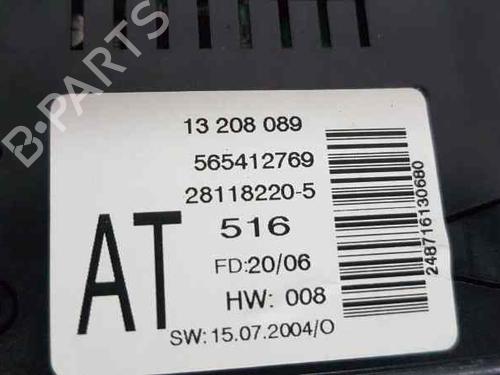 B-PARTS
13 208 089
565412769
28118220-5
516
AT
FD:20/06
HW: 008
SW: 15.07.2004/O
248716130680